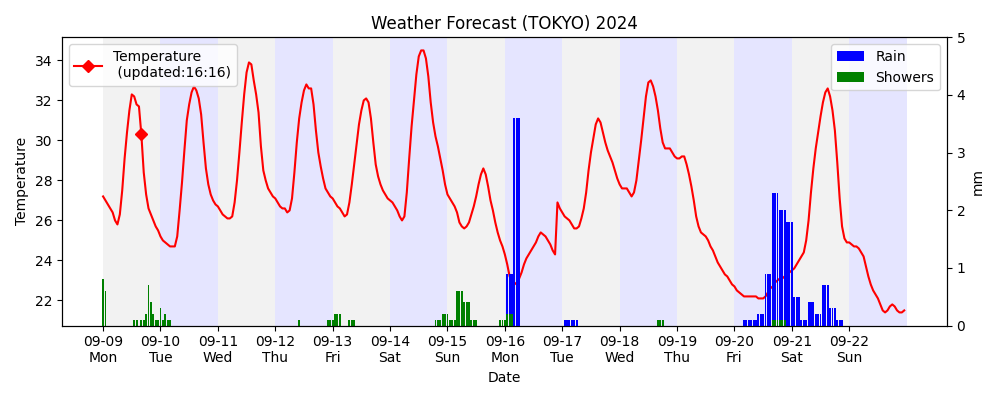 Weather Forecast (TOKYO) 2024
Temperature
(updated:16:16)
Rain
Showers
Temperature
34
32
30
28
26
24
22
5
4
3
2
1
0
mm
09-09 09-10 09-11 09-12 09-13 09-14 09-15 09-16 09-17 09-18 09-19 09-20 09-21 09-22
Mon Tue Wed Thu Fri Sat Sun Mon Tue Wed Thu Fri Sat Sun
Date